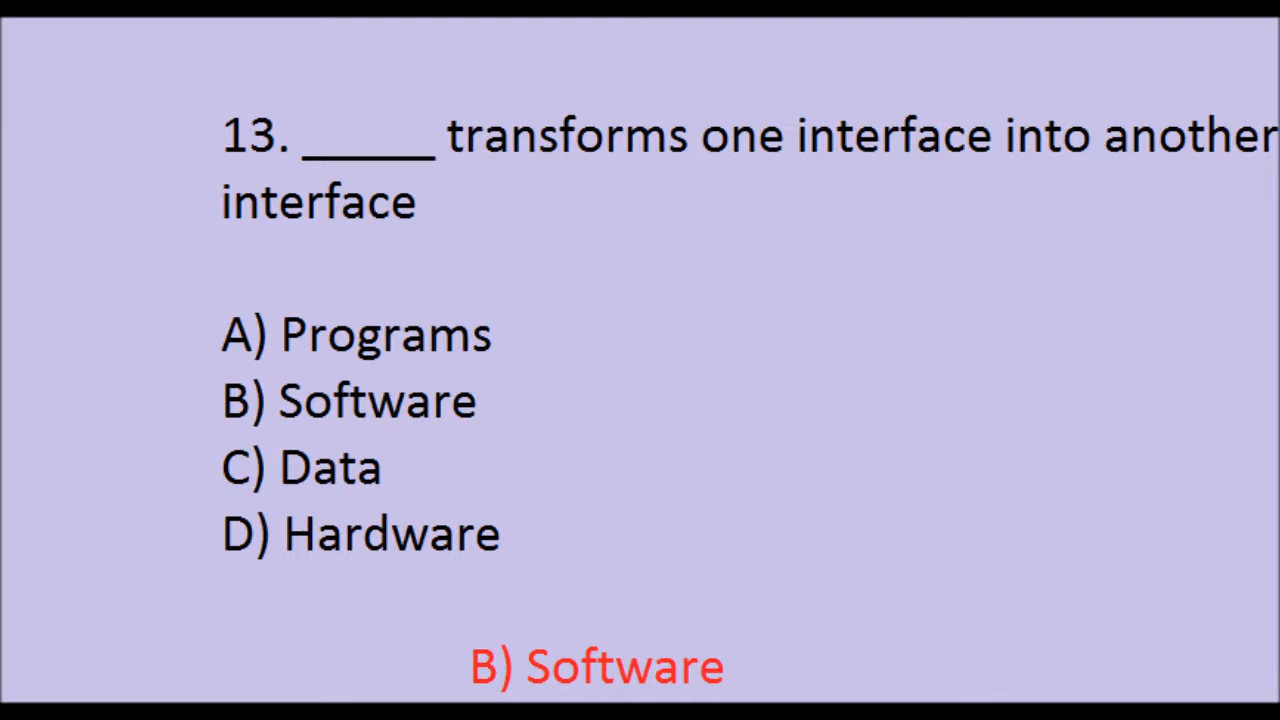 13. _____ transforms one interface into another
interface
A) Programs
B) Software
C) Data
D) Hardware
B) Software